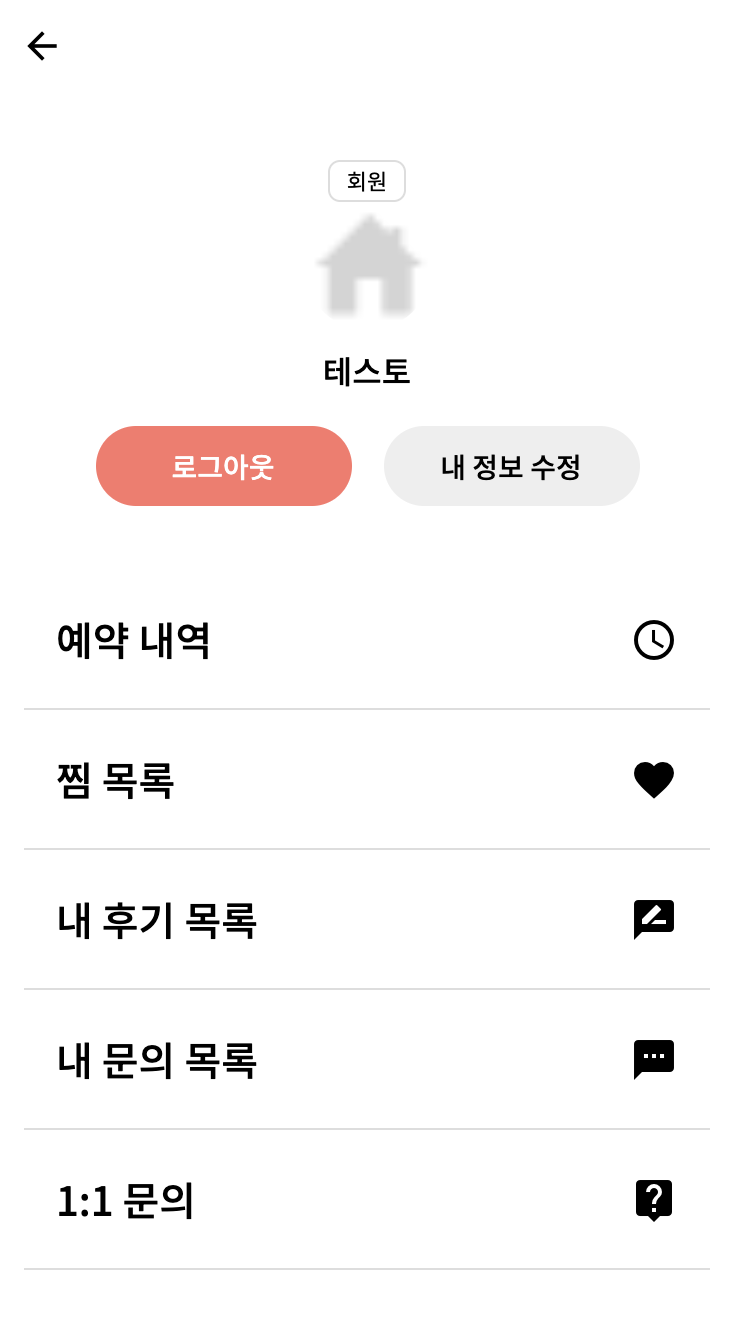 회원
테스토
로그아웃
내 정보 수정
예약 내역
찜 목록
내 후기 목록
내 문의 목록
1:1 문의